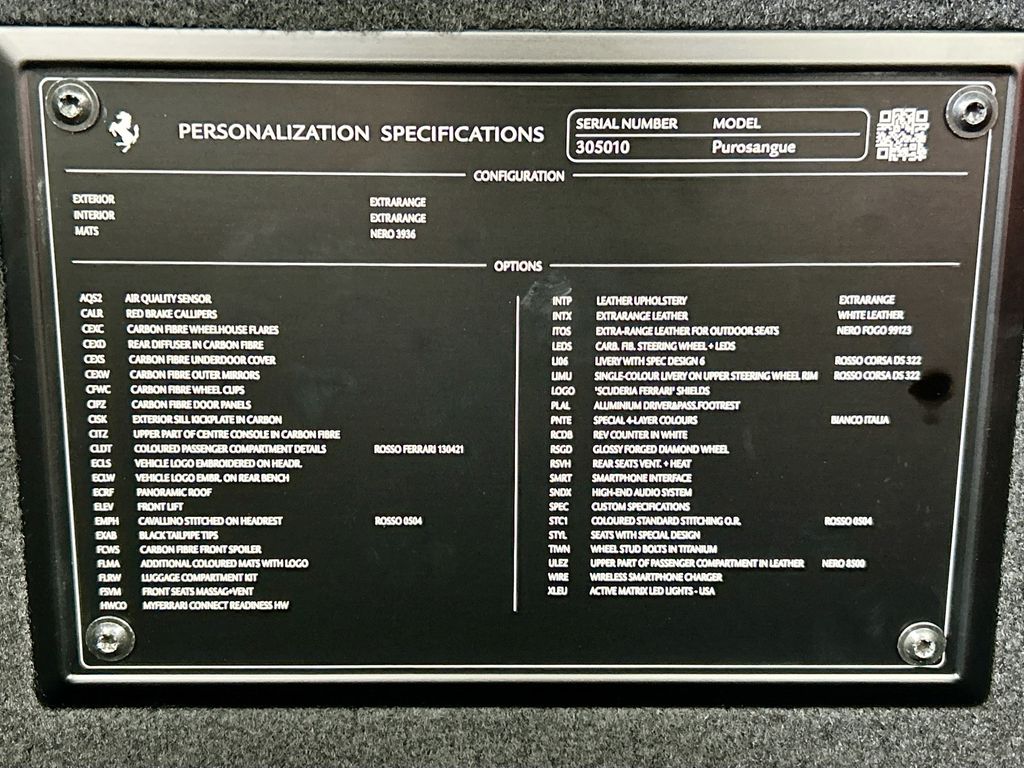 PERSONALIZATION SPECIFICATIONS
SERIAL NUMBER MODEL
305010 Purosangue
CONFIGURATION
EXTERIOR EXTRARANGE
INTERIOR EXTRARANGE
MATS NERO 3936
OPTIONS
AQS2 AIR QUALITY SENSOR
CALR RED BRAKE CALLIPERS
CEXC CARBON FIBRE WHEELHOUSE FLARES
CEXD REAR DIFFUSER IN CARBON FIBRE
CEXS CARBON FIBRE UNDERDOOR COVER
CEXW CARBON FIBRE OUTER MIRRORS
CFWC CARBON FIBRE WHEEL CUPS
CIPZ CARBON FIBRE DOOR PANELS
CISK EXTERIOR SILL KICKPLATE IN CARBON
CITZ UPPER PART OF CENTRE CONSOLE IN CARBON FIBRE
CLDT COLOURED PASSENGER COMPARTMENT DETAILS ROSSO FERRARI 130421
ECLS VEHICLE LOGO EMBROIDERED ON HEADR.
ECLW VEHICLE LOGO EMBR. ON REAR BENCH
ECRF PANORAMIC ROOF
ELEV FRONT LIFT
EMPH CAVALLINO STITCHED ON HEADREST ROSSO 0504
EXAB BLACK TAILPIPE TIPS
FCWS CARBON FIBRE FRONT SPOILER
FLMA ADDITIONAL COLOURED MATS WITH LOGO
FLRW LUGGAGE COMPARTMENT KIT
FSVM FRONT SEATS MASSAG+VENT
HWCO MYFERRARI CONNECT READINESS HW
INTP LEATHER UPHOLSTERY EXTRARANGE
INTX EXTRARANGE LEATHER WHITE LEATHER
ITOS EXTRA-RANGE LEATHER FOR OUTDOOR SEATS NERO FOGO 99123
LEDS CARB. FIB. STEERING WHEEL + LEDS
LI06 LIVERY WITH SPEC DESIGN 6 ROSSO CORSA DS 322
LIMU SINGLE-COLOUR LIVERY ON UPPER STEERING WHEEL RIM ROSSO CORSA DS 322
LOGO 'SCUDERIA FERRARI' SHIELDS
PLAL ALUMINIUM DRIVER&PASS.FOOTREST
PNTE SPECIAL 4-LAYER COLOURS BIANCO ITALIA
RCDB REV COUNTER IN WHITE
RSGD GLOSSY FORGED DIAMOND WHEEL
RSVH REAR SEATS VENT. + HEAT
SMRT SMARTPHONE INTERFACE
SNDX HIGH-END AUDIO SYSTEM
SPEC CUSTOM SPECIFICATIONS
STC1 COLOURED STANDARD STITCHING O.R. ROSSO 0504
STYL SEATS WITH SPECIAL DESIGN
TIWN WHEEL STUD BOLTS IN TITANIUM
ULEZ UPPER PART OF PASSENGER COMPARTMENT IN LEATHER NERO 8500
WIRE WIRELESS SMARTPHONE CHARGER
XLEU ACTIVE MATRIX LED LIGHTS - USA